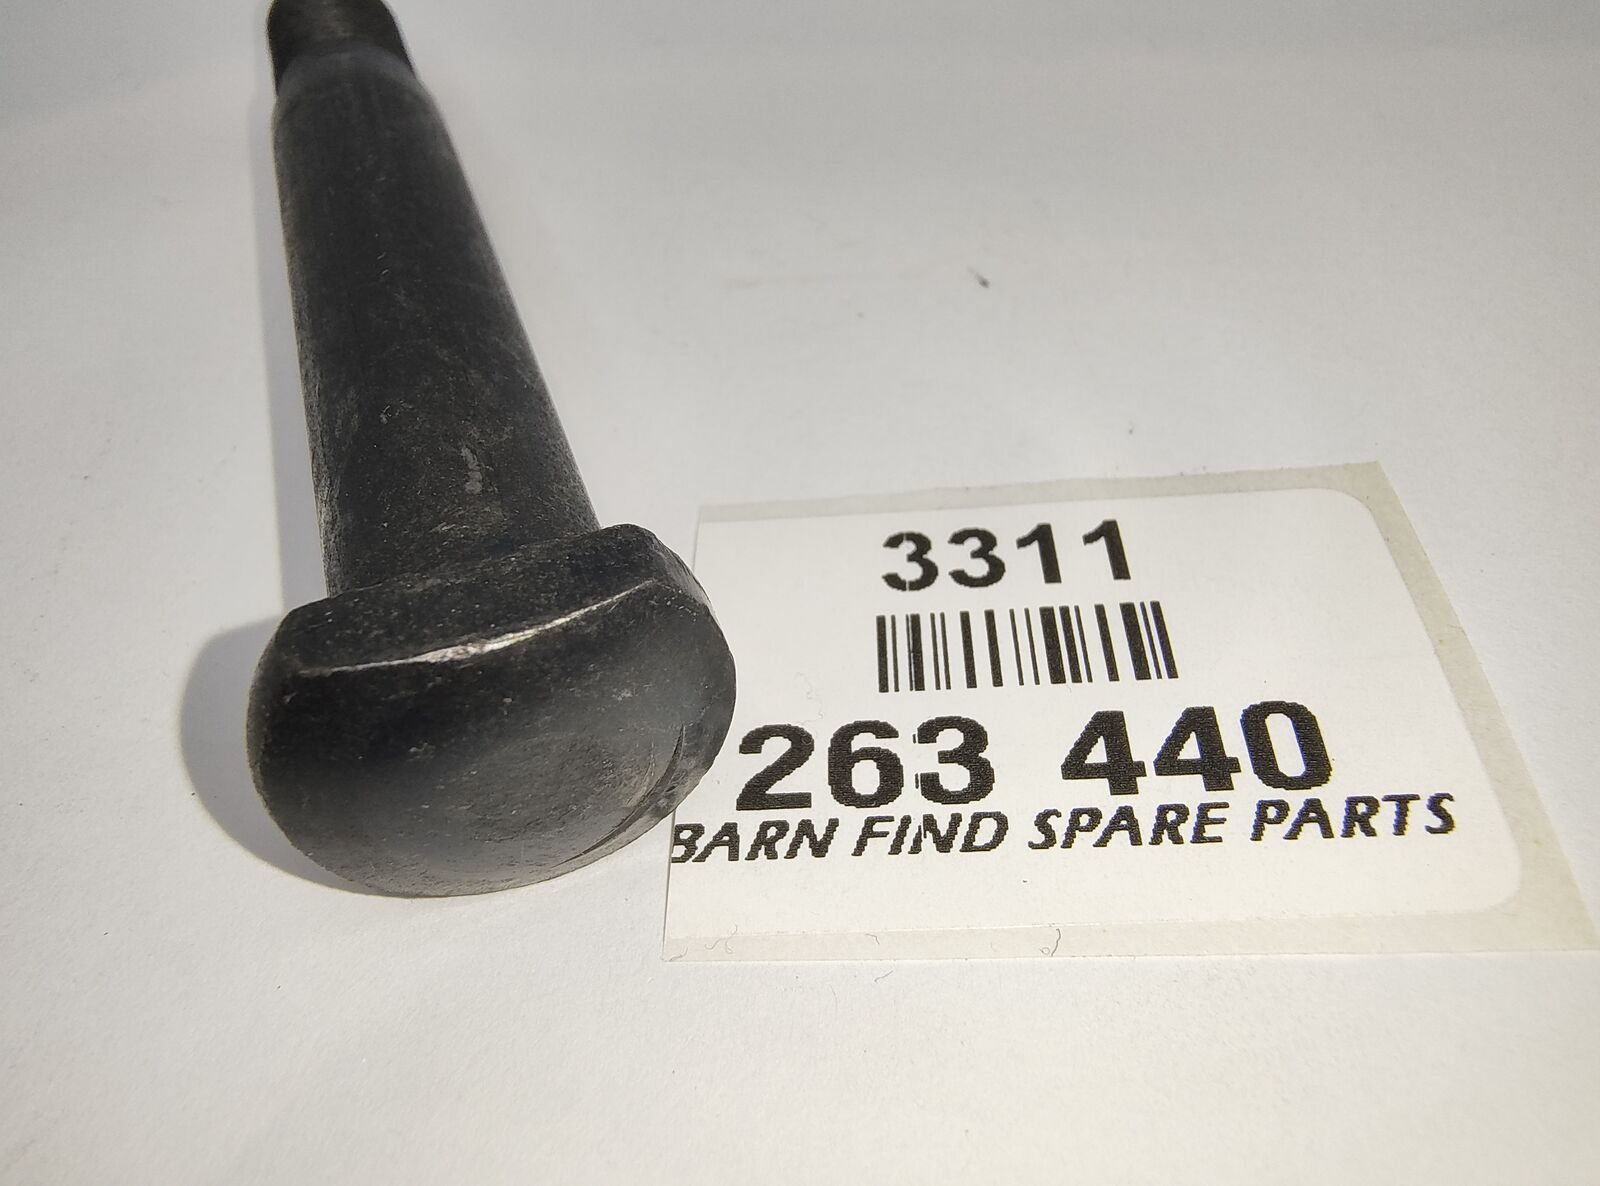 3311
263 440
BARN FIND SPARE PARTS